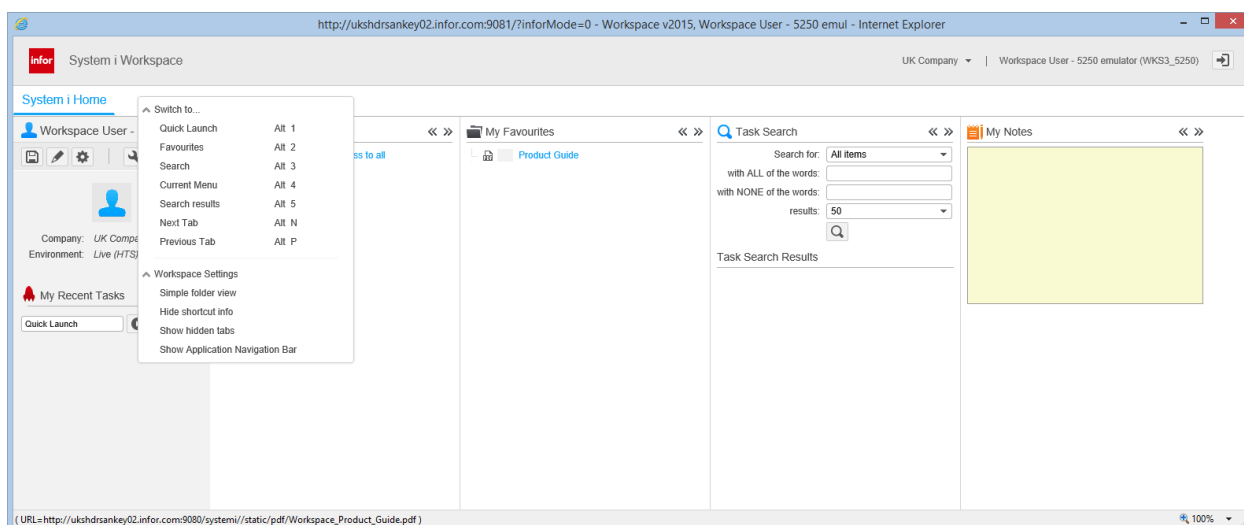 http://ukshdrsankey02.infor.com:9081/?inforMode=0 - Workspace v2015, Workspace User - 5250 emul - Internet Explorer
infor System i Workspace
UK Company | Workspace User - 5250 emulator (WKS3_5250)
System i Home
Workspace User -
Company: UK Compa
Environment: Live (HTS)
My Recent Tasks
Quick Launch
Switch to...
Quick Launch Alt 1
Favourites Alt 2
Search Alt 3
Current Menu Alt 4
Search results Alt 5
Next Tab Alt N
Previous Tab Alt P
Workspace Settings
Simple folder view
Hide shortcut info
Show hidden tabs
Show Application Navigation Bar
ss to all
My Favourites
Product Guide
Task Search
Search for: All items
with ALL of the words:
with NONE of the words:
results: 50
Task Search Results
My Notes
( URL=http://ukshdrsankey02.infor.com:9080/systemi//static/pdf/Workspace_Product_Guide.pdf )
100%